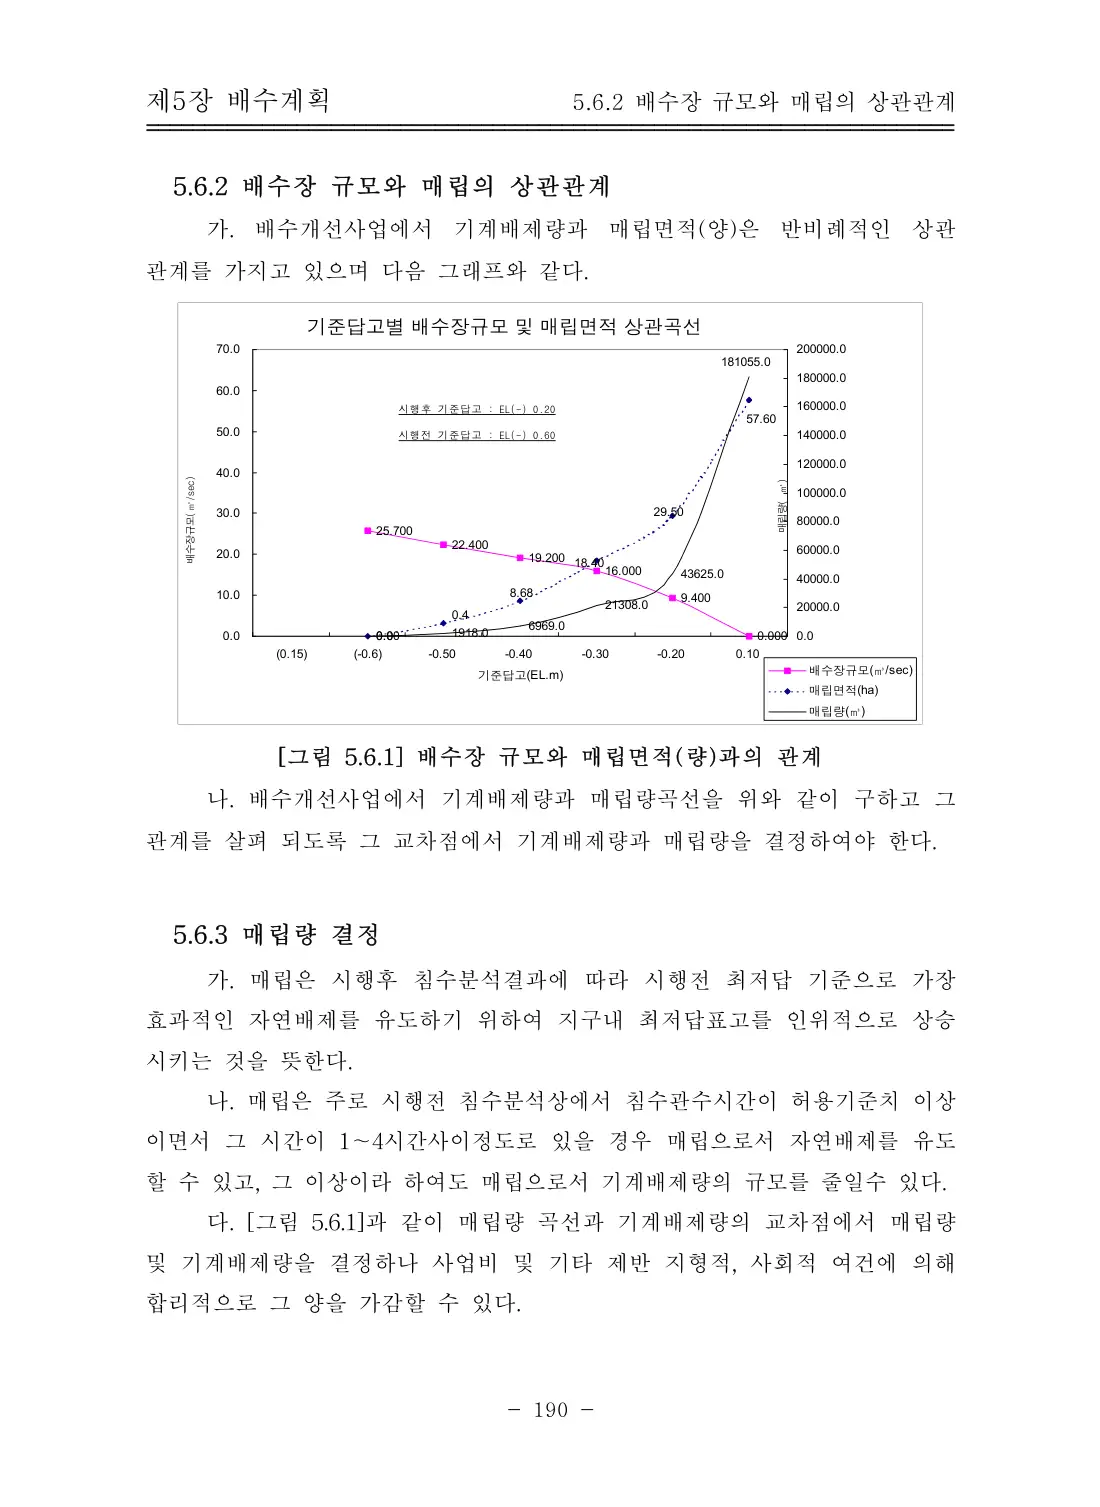 제5장 배수계획
5.6.2 배수장 규모와 매립의 상관관계
5.6.2 배수장 규모와 매립의 상관관계
가. 배수개선사업에서 기계배제량과 매립면적(양)은 반비례적인 상관
관계를 가지고 있으며 다음 그래프와 같다.
기준답고별 배수장규모 및 매립면적 상관곡선
70.0
60.0
50.0
40.0
30.0
20.0
10.0
0.0
배수장규모(㎥/sec)
시행후 기준답고 : EL(-) 0.20
시행전 기준답고 : EL(-) 0.60
25.700
22.400
19.200
16.000
9.400
0.000
0.4
8.68
18.40
29.50
57.60
1918.0
6969.0
21308.0
43625.0
181055.0
200000.0
180000.0
160000.0
140000.0
120000.0
100000.0
80000.0
60000.0
40000.0
20000.0
0.0
매립량( ㎥)
(0.15) (-0.6) -0.50 -0.40 -0.30 -0.20 0.10
기준답고(EL.m)
배수장규모(㎥/sec)
매립면적(ha)
매립량(㎥)
[그림 5.6.1] 배수장 규모와 매립면적(량)과의 관계
나. 배수개선사업에서 기계배제량과 매립량곡선을 위와 같이 구하고 그
관계를 살펴 되도록 그 교차점에서 기계배제량과 매립량을 결정하여야 한다.
5.6.3 매립량 결정
가. 매립은 시행후 침수분석결과에 따라 시행전 최저답 기준으로 가장
효과적인 자연배제를 유도하기 위하여 지구내 최저답표고를 인위적으로 상승
시키는 것을 뜻한다.
나. 매립은 주로 시행전 침수분석상에서 침수관수시간이 허용기준치 이상
이면서 그 시간이 1~4시간사이정도로 있을 경우 매립으로서 자연배제를 유도
할 수 있고, 그 이상이라 하여도 매립으로서 기계배제량의 규모를 줄일수 있다.
다. [그림 5.6.1]과 같이 매립량 곡선과 기계배제량의 교차점에서 매립량
및 기계배제량을 결정하나 사업비 및 기타 제반 지형적, 사회적 여건에 의해
합리적으로 그 양을 가감할 수 있다.
- 190 -